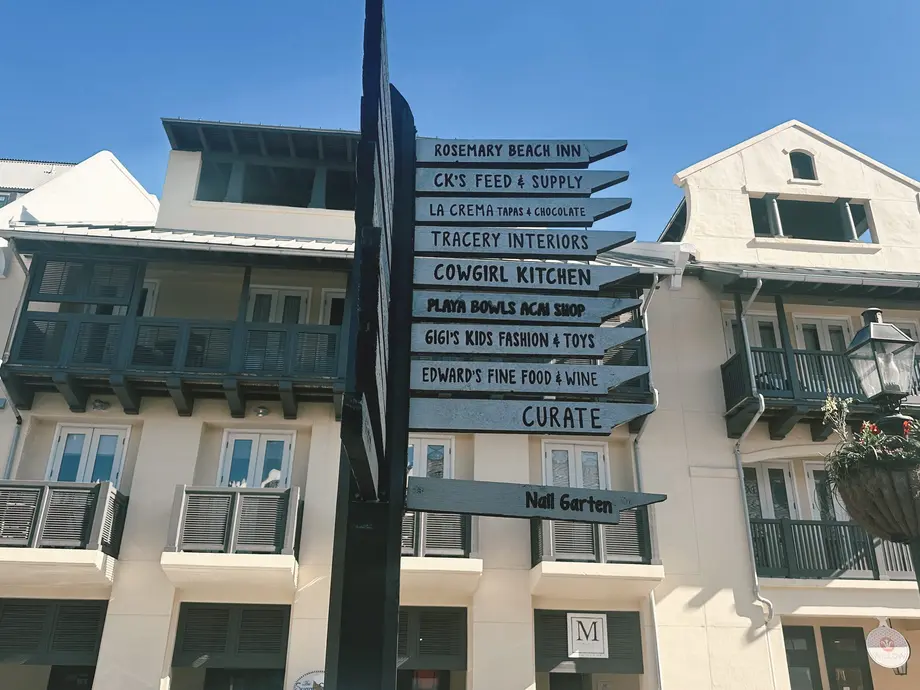 ROSEMARY BEACH INN
CK'S FEED & SUPPLY
LA CREMA TAPAS & CHOCOLATE
TRACERY INTERIORS
COWGIRL KITCHEN
PLAYA BOWLS ACAI SHOP
GIGI'S KIDS FASHION & TOYS
EDWARD'S FINE FOOD & WINE
CURATE
Nail Garten
M